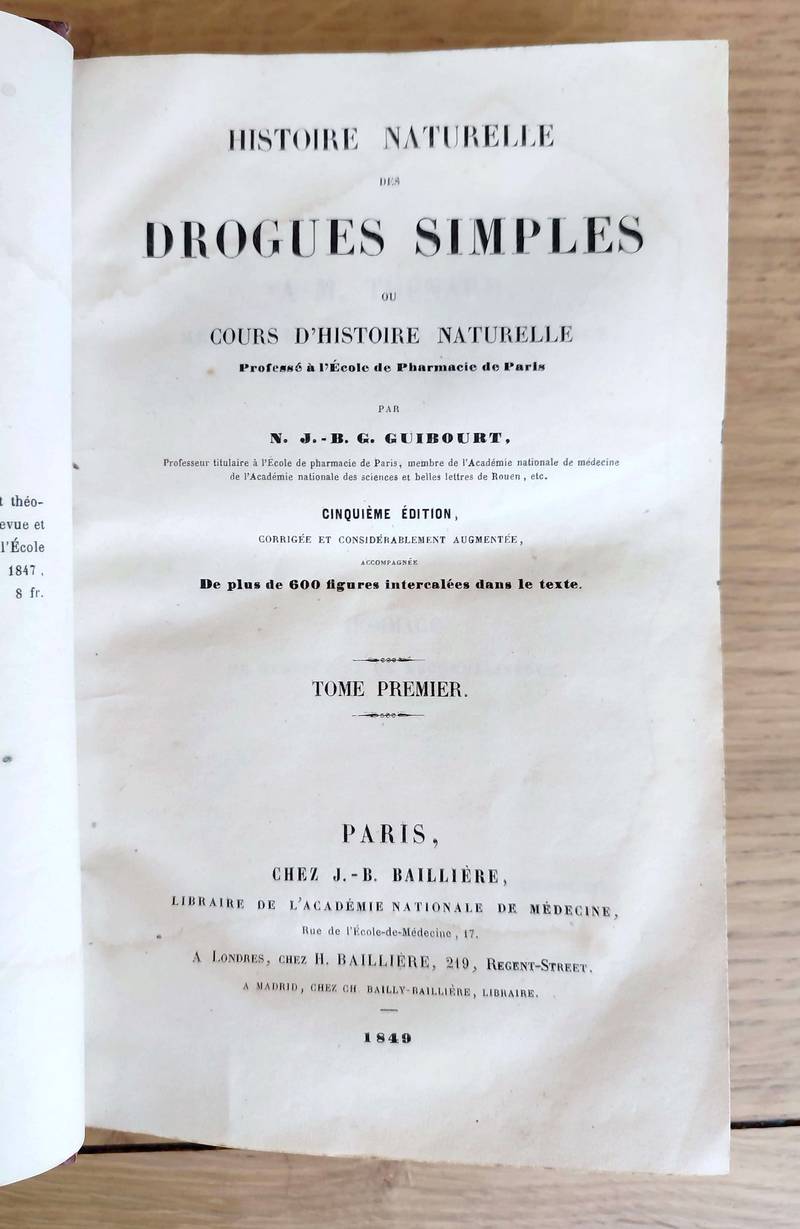 t théo-
evue et
l'École
1847,
8 fr.
HISTOIRE NATURELLE
DES
DROGUES SIMPLES
OU
COURS D'HISTOIRE NATURELLE
Professé à l'École de Pharmacie de Paris
PAR
N. J.-B. G. GUIBOURT,
Professeur titulaire à l'École de pharmacie de Paris, membre de l'Académie nationale de médecine
de l'Académie nationale des sciences et belles lettres de Rouen, etc.
CINQUIÈME ÉDITION,
CORRIGÉE ET CONSIDÉRABLEMENT AUGMENTÉE,
ACCOMPAGNÉE
De plus de 600 figures intercalées dans le texte.
TOME PREMIER.
PARIS,
CHEZ J.-B. BAILLIÈRE,
LIBRAIRE DE L'ACADÉMIE NATIONALE DE MÉDECINE,
Rue de l'École-de-Médecine, 17.
A LONDRES, CHEZ H. BAILLIÈRE, 219, REGENT-STREET.
A MADRID, CHEZ CH. BAILLY-BAILLIÈRE, LIBRAIRE.
1849